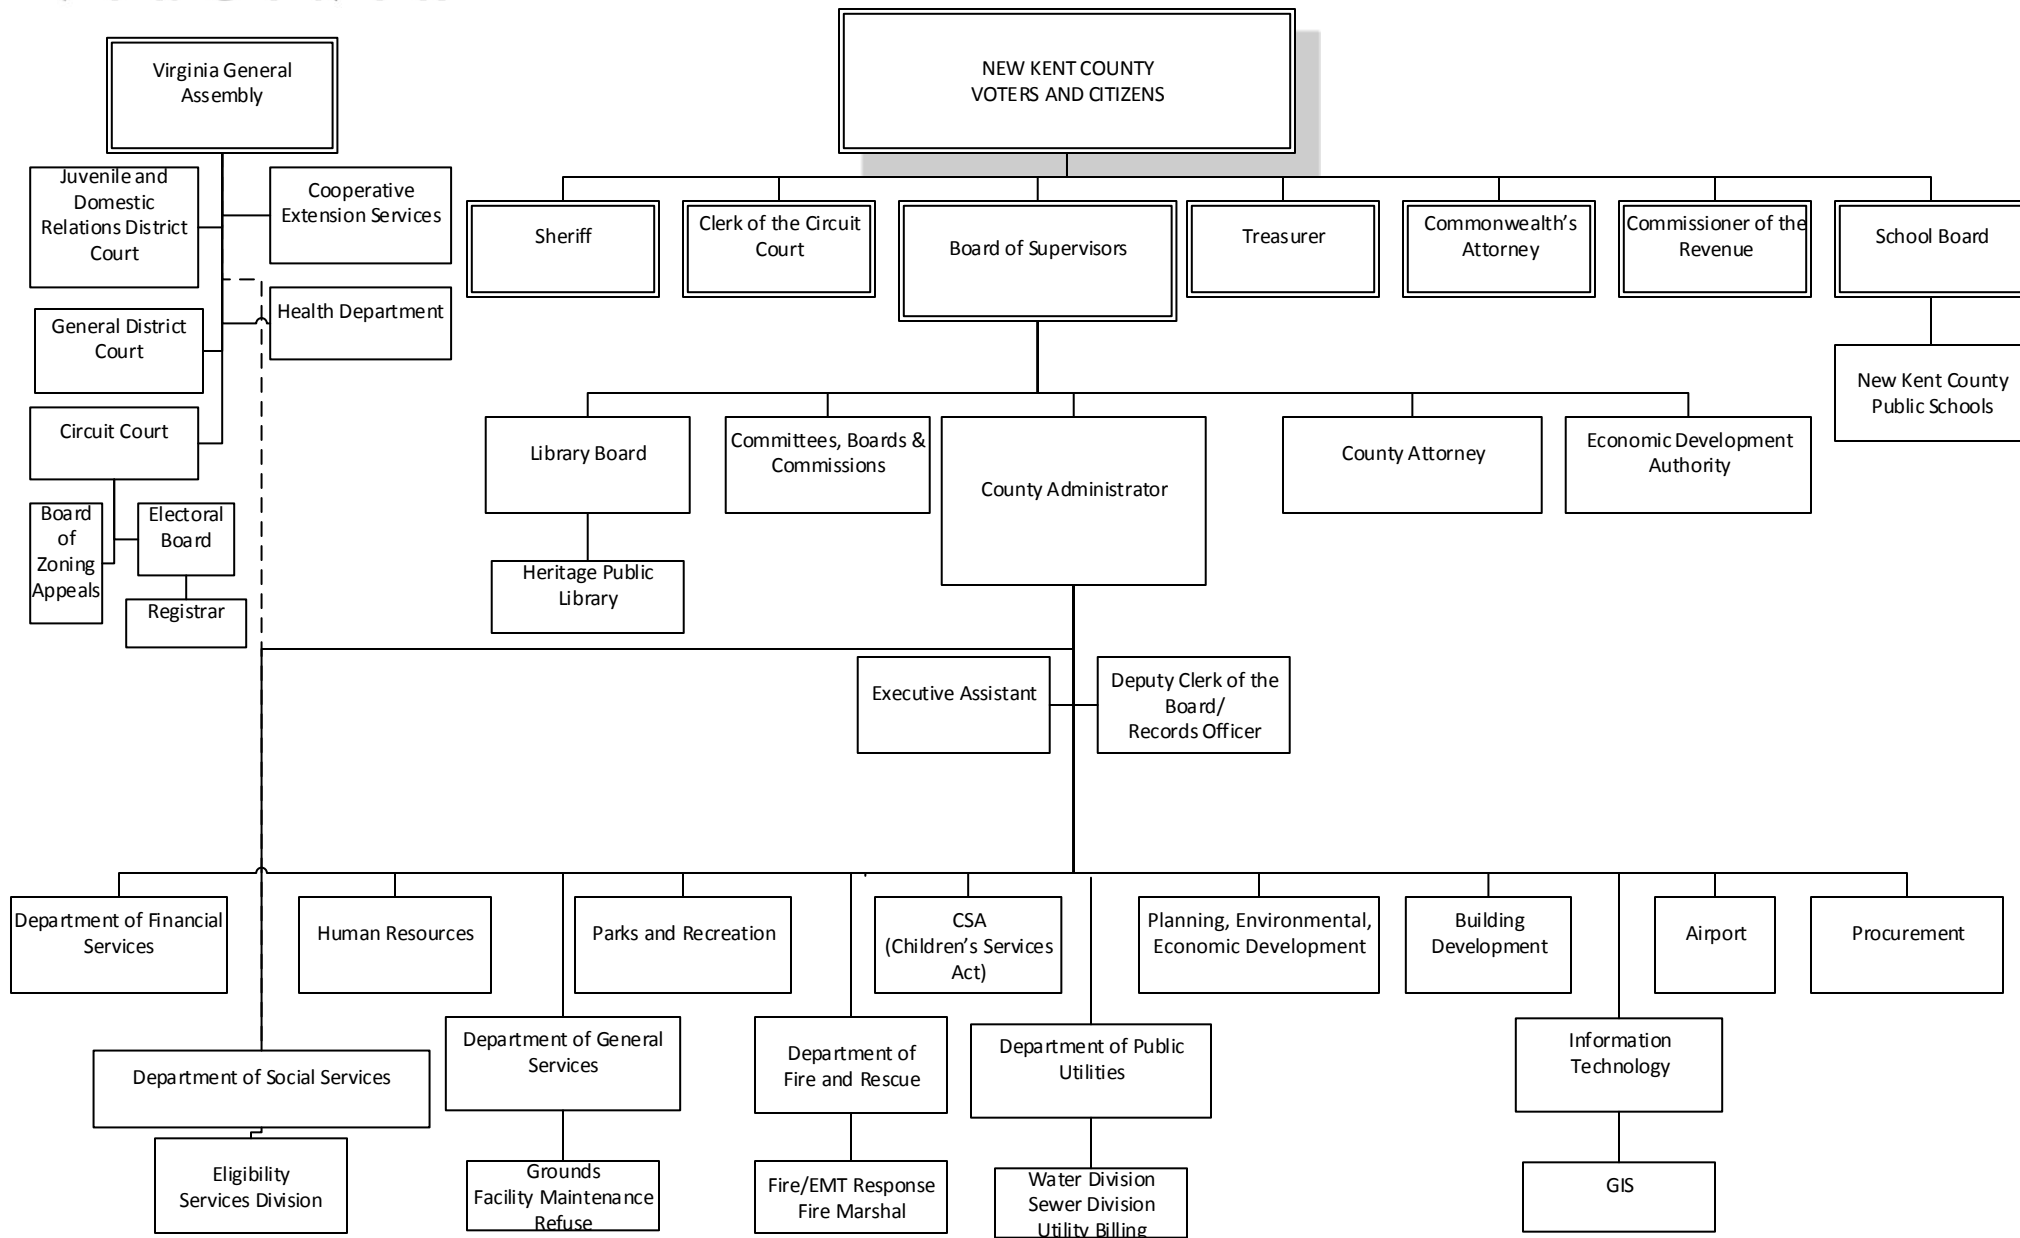 Virginia General
Assembly
NEW KENT COUNTY
VOTERS AND CITIZENS
Juvenile and
Domestic
Relations District
Court
Cooperative
Extension Services
Sheriff
Clerk of the Circuit
Court
Board of Supervisors
Treasurer
Commonwealth’s
Attorney
Commissioner of the
Revenue
School Board
General District
Court
Health Department
New Kent County
Public Schools
Circuit Court
Library Board
Committees, Boards &
Commissions
County Administrator
County Attorney
Economic Development
Authority
Board
of
Zoning
Appeals
Electoral
Board
Registrar
Heritage Public
Library
Executive Assistant
Deputy Clerk of the
Board/
Records Officer
Department of Financial
Services
Human Resources
Parks and Recreation
CSA
(Children’s Services
Act)
Planning, Environmental,
Economic Development
Building
Development
Airport
Procurement
Department of Social Services
Department of General
Services
Department of
Fire and Rescue
Department of Public
Utilities
Information
Technology
Eligibility
Services Division
Grounds
Facility Maintenance
Refuse
Fire/EMT Response
Fire Marshal
Water Division
Sewer Division
Utility Billing
GIS